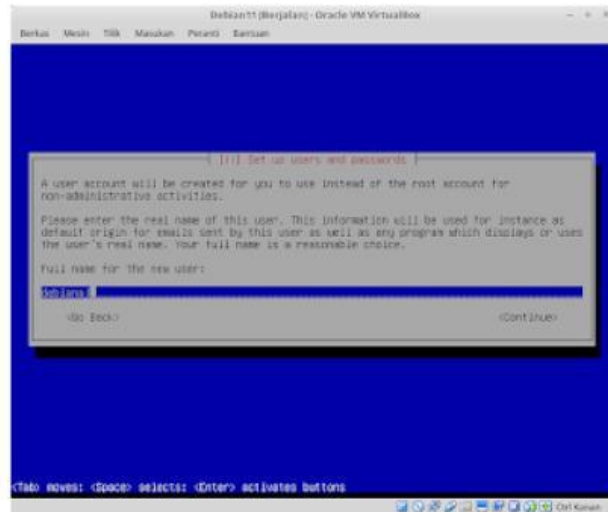 Debian11 [Berjalan] - Oracle VM VirtualBox
Berkas Mesin Tilik Masukan Peranti Bantuan
[!!] Set up users and passwords
A user account will be created for you to use instead of the root account for
non-administrative activities.
Please enter the real name of this user. This information will be used for instance as
default origin for emails sent by this user as well as any program which displays or uses
the user's real name. Your full name is a reasonable choice.
Full name for the new user:
debiana
<Go Back>
<Continue>
<Tab> moves; <Space> selects; <Enter> activates buttons
Ctrl Kanan